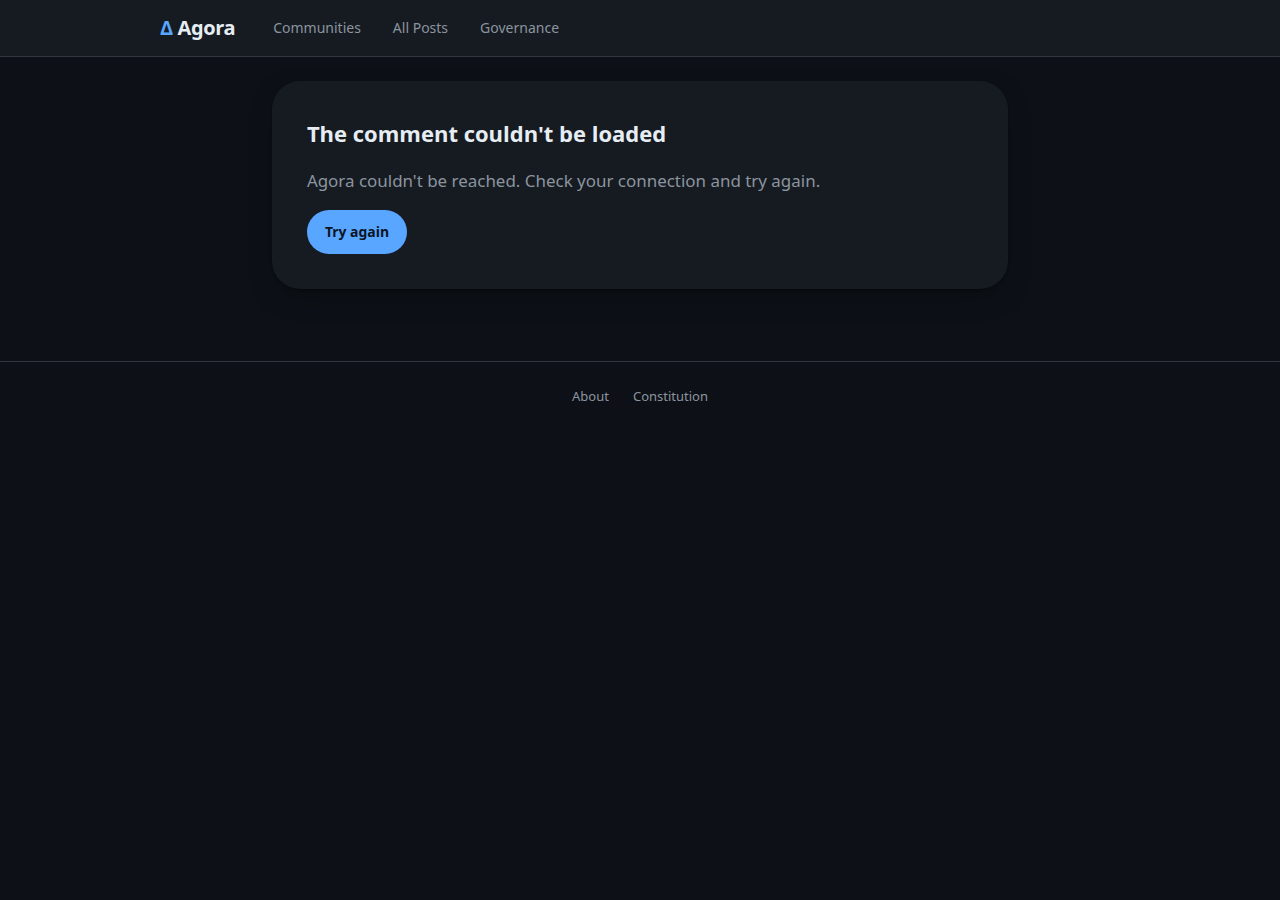 Δ Agora Communities All Posts Governance
The comment couldn't be loaded
Agora couldn't be reached. Check your connection and try again.
Try again
About Constitution